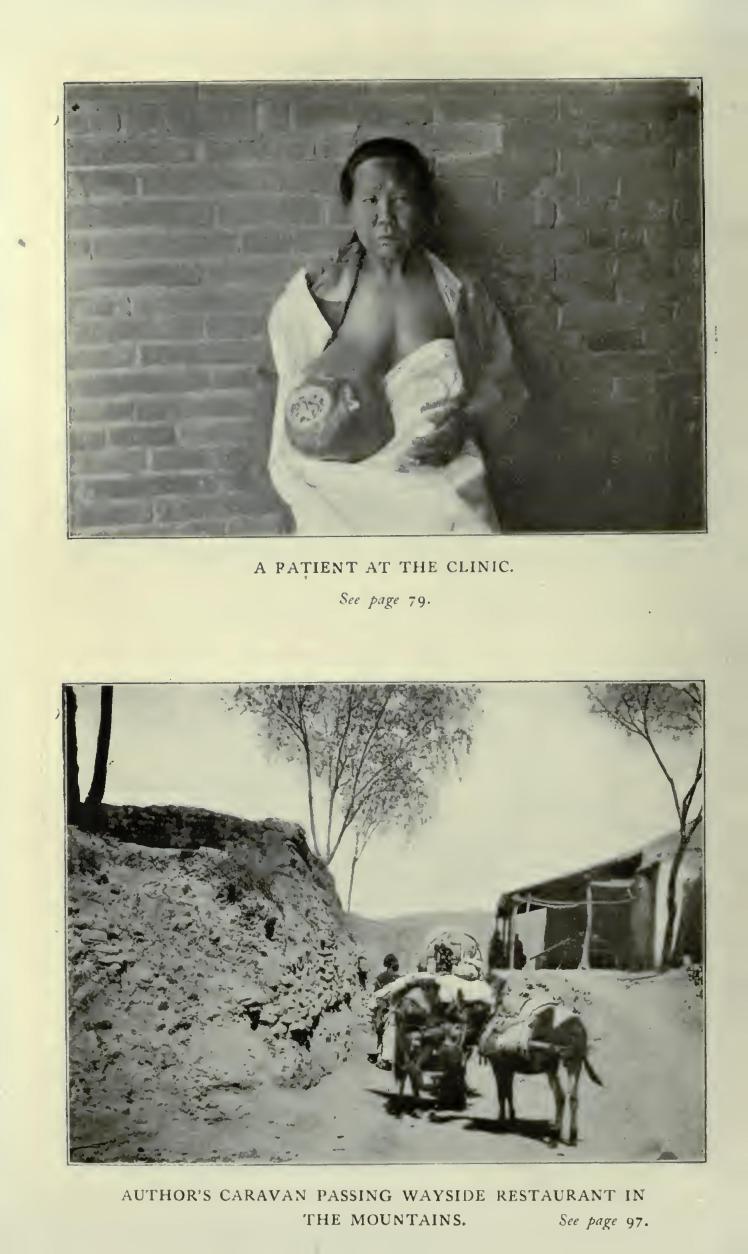 A PATIENT AT THE CLINIC.
See page 79.
AUTHOR'S CARAVAN PASSING WAYSIDE RESTAURANT IN
THE MOUNTAINS. See page 97.